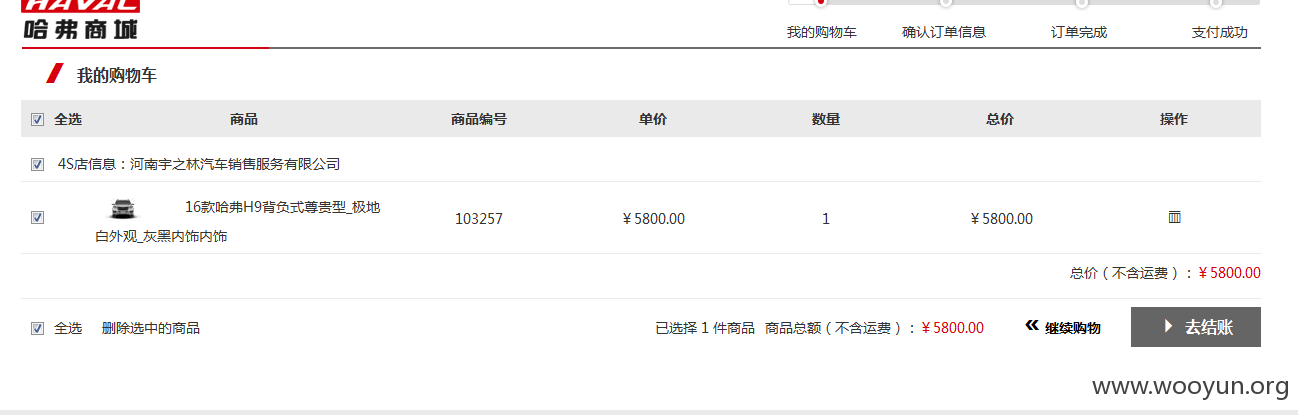 HAVAL
哈弗商城
我的购物车 确认订单信息 订单完成 支付成功
我的购物车
全选 商品 商品编号 单价 数量 总价 操作
4S店信息：河南宇之林汽车销售服务有限公司
16款哈弗H9背负式尊贵型_极地
白外观_灰黑内饰内饰
103257 ￥5800.00 1 ￥5800.00
总价（不含运费）：￥5800.00
全选 删除选中的商品 已选择 1 件商品 商品总额（不含运费）：￥5800.00 继续购物 去结账
www.wooyun.org